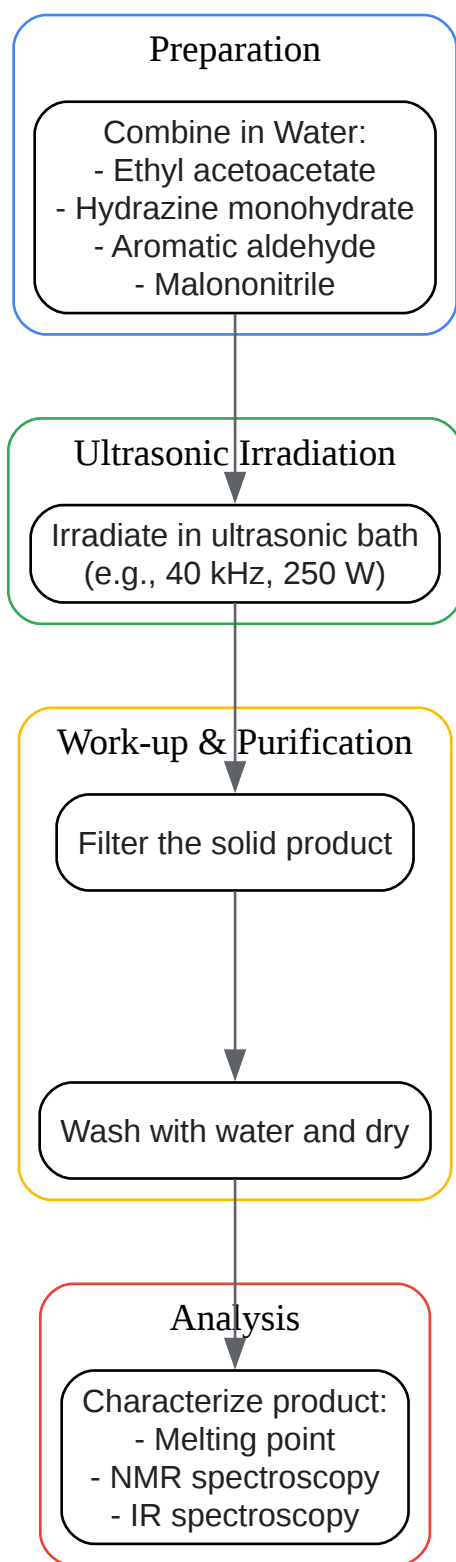 Preparation
Combine in Water:
- Ethyl acetoacetate
- Hydrazine monohydrate
- Aromatic aldehyde
- Malononitrile
Ultrasonic Irradiation
Irradiate in ultrasonic bath
(e.g., 40 kHz, 250 W)
Work-up & Purification
Filter the solid product
Wash with water and dry
Analysis
Characterize product:
- Melting point
- NMR spectroscopy
- IR spectroscopy